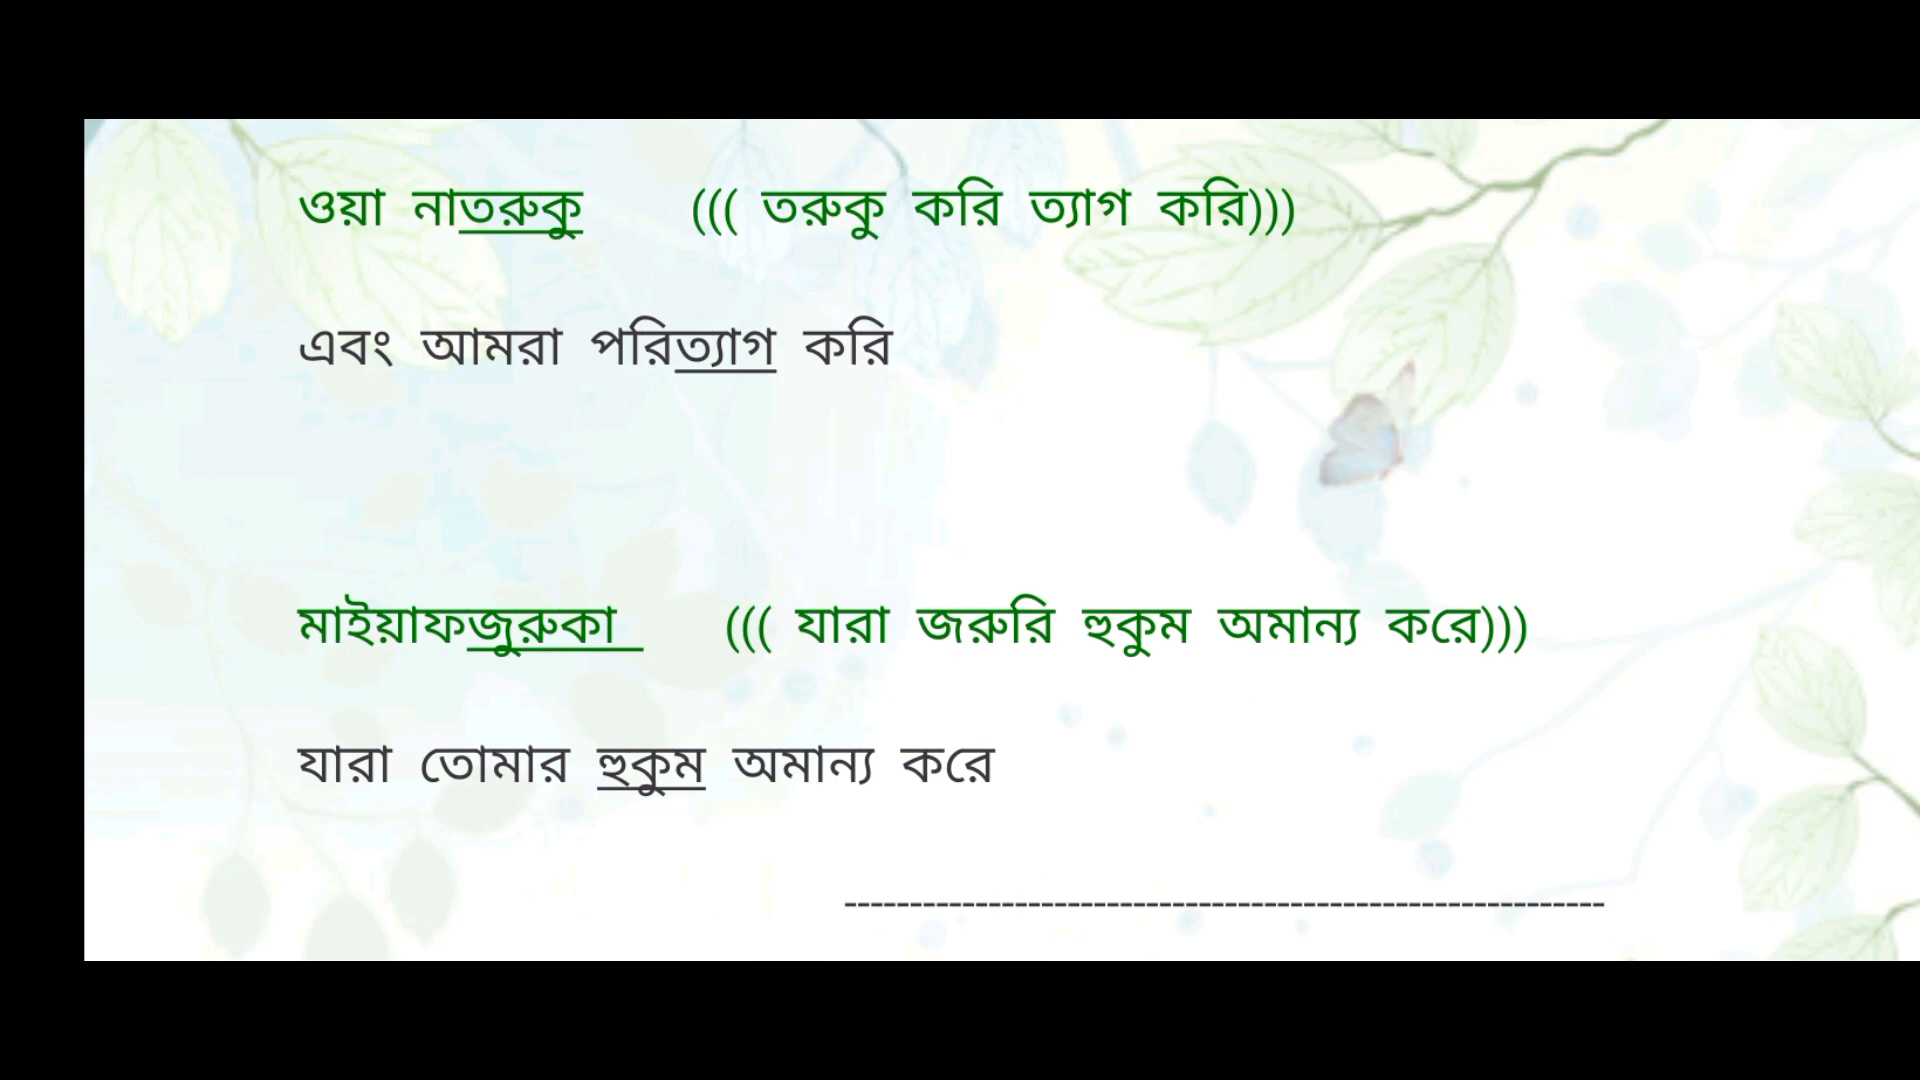 ওয়া নাতরুকু ((( তরুকু করি ত্যাগ করি)))
এবং আমরা পরিত্যাগ করি
মাইয়াফজুরুকা ((( যারা জরুরি হুকুম অমান্য করে)))
যারা তোমার হুকুম অমান্য করে
----------------------------------------------------------